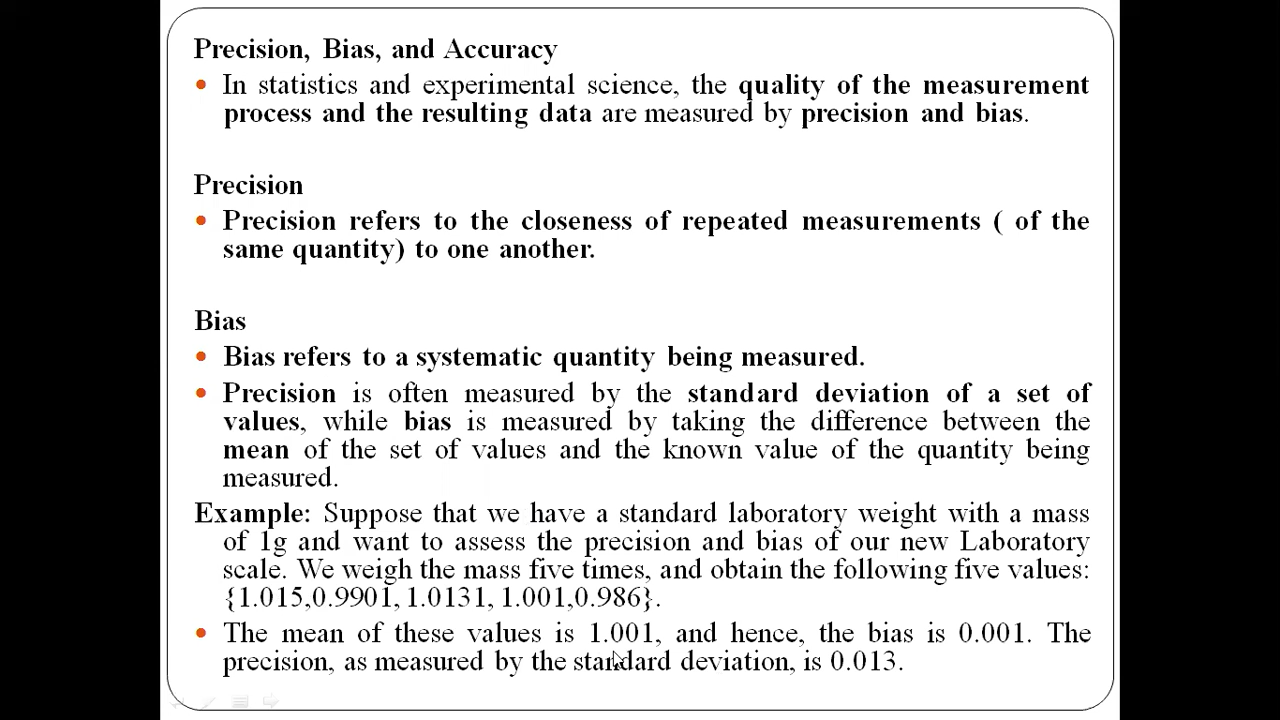 Precision, Bias, and Accuracy
• In statistics and experimental science, the quality of the measurement
process and the resulting data are measured by precision and bias.
Precision
• Precision refers to the closeness of repeated measurements ( of the
same quantity) to one another.
Bias
• Bias refers to a systematic quantity being measured.
• Precision is often measured by the standard deviation of a set of
values, while bias is measured by taking the difference between the
mean of the set of values and the known value of the quantity being
measured.
Example: Suppose that we have a standard laboratory weight with a mass
of 1g and want to assess the precision and bias of our new Laboratory
scale. We weigh the mass five times, and obtain the following five values:
{1.015,0.9901, 1.0131, 1.001,0.986}.
• The mean of these values is 1.001, and hence, the bias is 0.001. The
precision, as measured by the standard deviation, is 0.013.